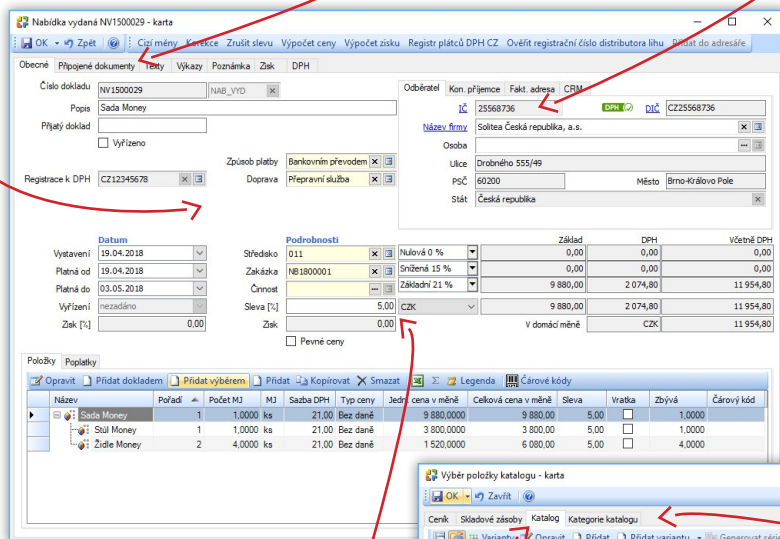 Nabídka vydaná NV1500029 - karta
OK Zpět Cizí měny Korekce Zrušit slevu Výpočet ceny Výpočet zisku Registr plátců DPH CZ Ověřit registrační číslo distributora lihu Přidat do adresáře
Obecné Připojené dokumenty Texty Výkazy Poznámka Zisk DPH
Číslo dokladu NV1500029 NAB_VYD
Popis Sada Money
Přijatý doklad
Vyřízeno
Způsob platby Bankovním převodem
Registrace k DPH CZ12345678 Doprava Přepravní služba
Odběratel Kon. příjemce Fakt. adresa CRM
IČ 25568736 DPH DIČ CZ25568736
Název firmy Solitea Česká republika, a.s.
Osoba
Ulice Drobného 555/49
PSČ 60200 Město Brno-Královo Pole
Stát Česká republika
Datum Podrobnosti Základ DPH Včetně DPH
Vystavení 19.04.2018 Středisko 011 Nulová 0 % 0,00 0,00 0,00
Platná od 19.04.2018 Zakázka NB1800001 Snížená 15 % 0,00 0,00 0,00
Platná do 03.05.2018 Činnost Základní 21 % 9 880,00 2 074,80 11 954,80
Vyřízení nezadáno Sleva [%] 5,00 CZK 9 880,00 2 074,80 11 954,80
Zisk [%] 0,00 Zisk 0,00 V domácí měně CZK 11 954,80
Pevné ceny
Položky Poplatky
Opravit Přidat dokladem Přidat výběrem Přidat Kopírovat Smazat Σ Legenda Čárové kódy
Název Pořadí Počet MJ MJ Sazba DPH Typ ceny Jedn. cena v měně Celková cena v měně Sleva Vratka Zbývá Čárový kód
Sada Money 1 1,0000 ks 21,00 Bez daně 9 880,0000 9 880,00 5,00 1,0000
Stůl Money 1 1,0000 ks 21,00 Bez daně 3 800,0000 3 800,00 5,00 1,0000
Židle Money 2 4,0000 ks 21,00 Bez daně 1 520,0000 6 080,00 5,00 4,0000
Výběr položky katalogu - karta
OK Zavřít
Ceník Skladové zásoby Katalog Kategorie katalogu
Varianty Opravit Přidat Přidat variantu Generovat